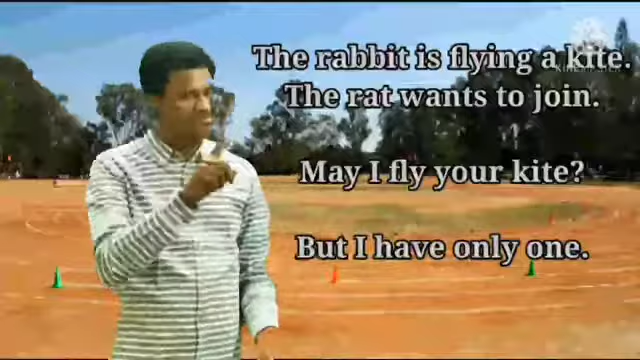 The rabbit is flying a kite.
The rat wants to join.
May I fly your kite?
But I have only one.